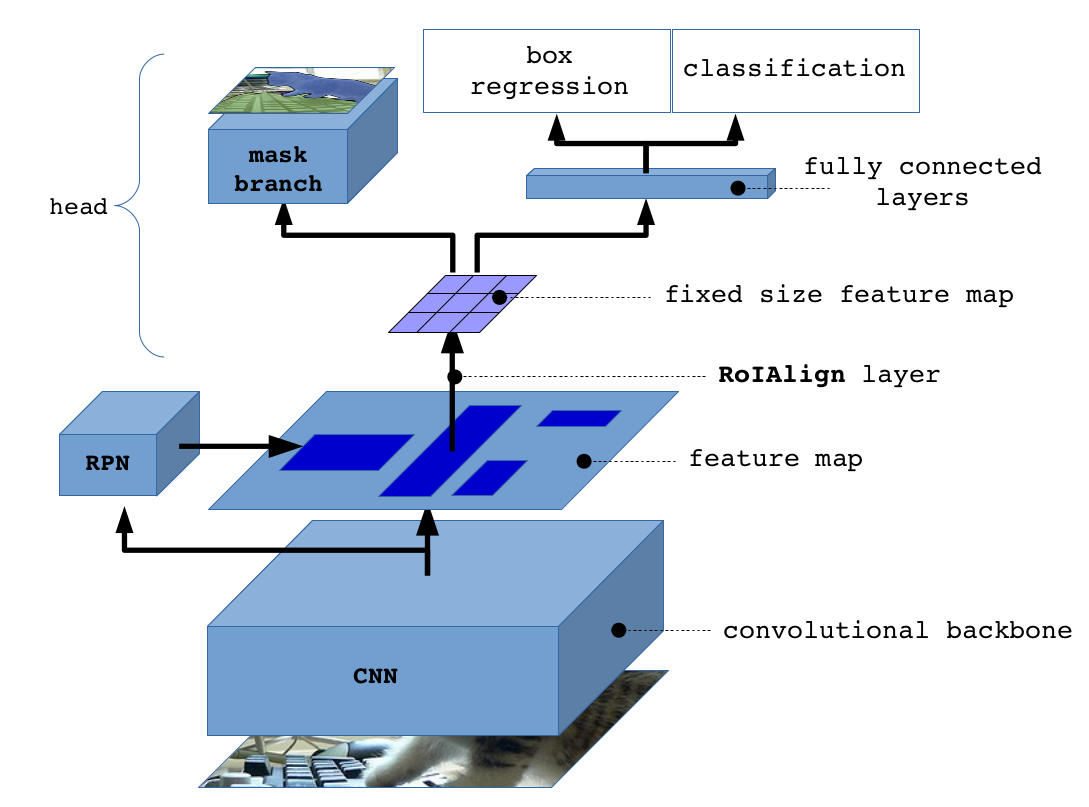 box
regression
classification
mask
branch
fully connected
layers
head
fixed size feature map
RoIAlign layer
RPN
feature map
convolutional backbone
CNN